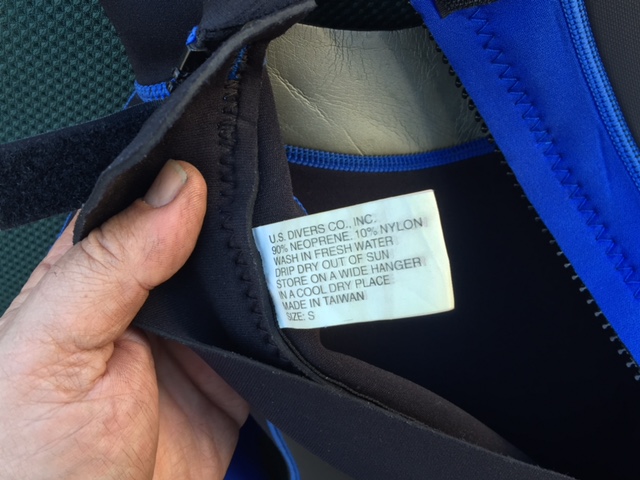 U.S. DIVERS CO., INC.
90% NEOPRENE. 10% NYLON
WASH IN FRESH WATER
DRIP DRY OUT OF SUN
STORE ON A WIDE HANGER
IN A COOL DRY PLACE
MADE IN TAIWAN
SIZE: S